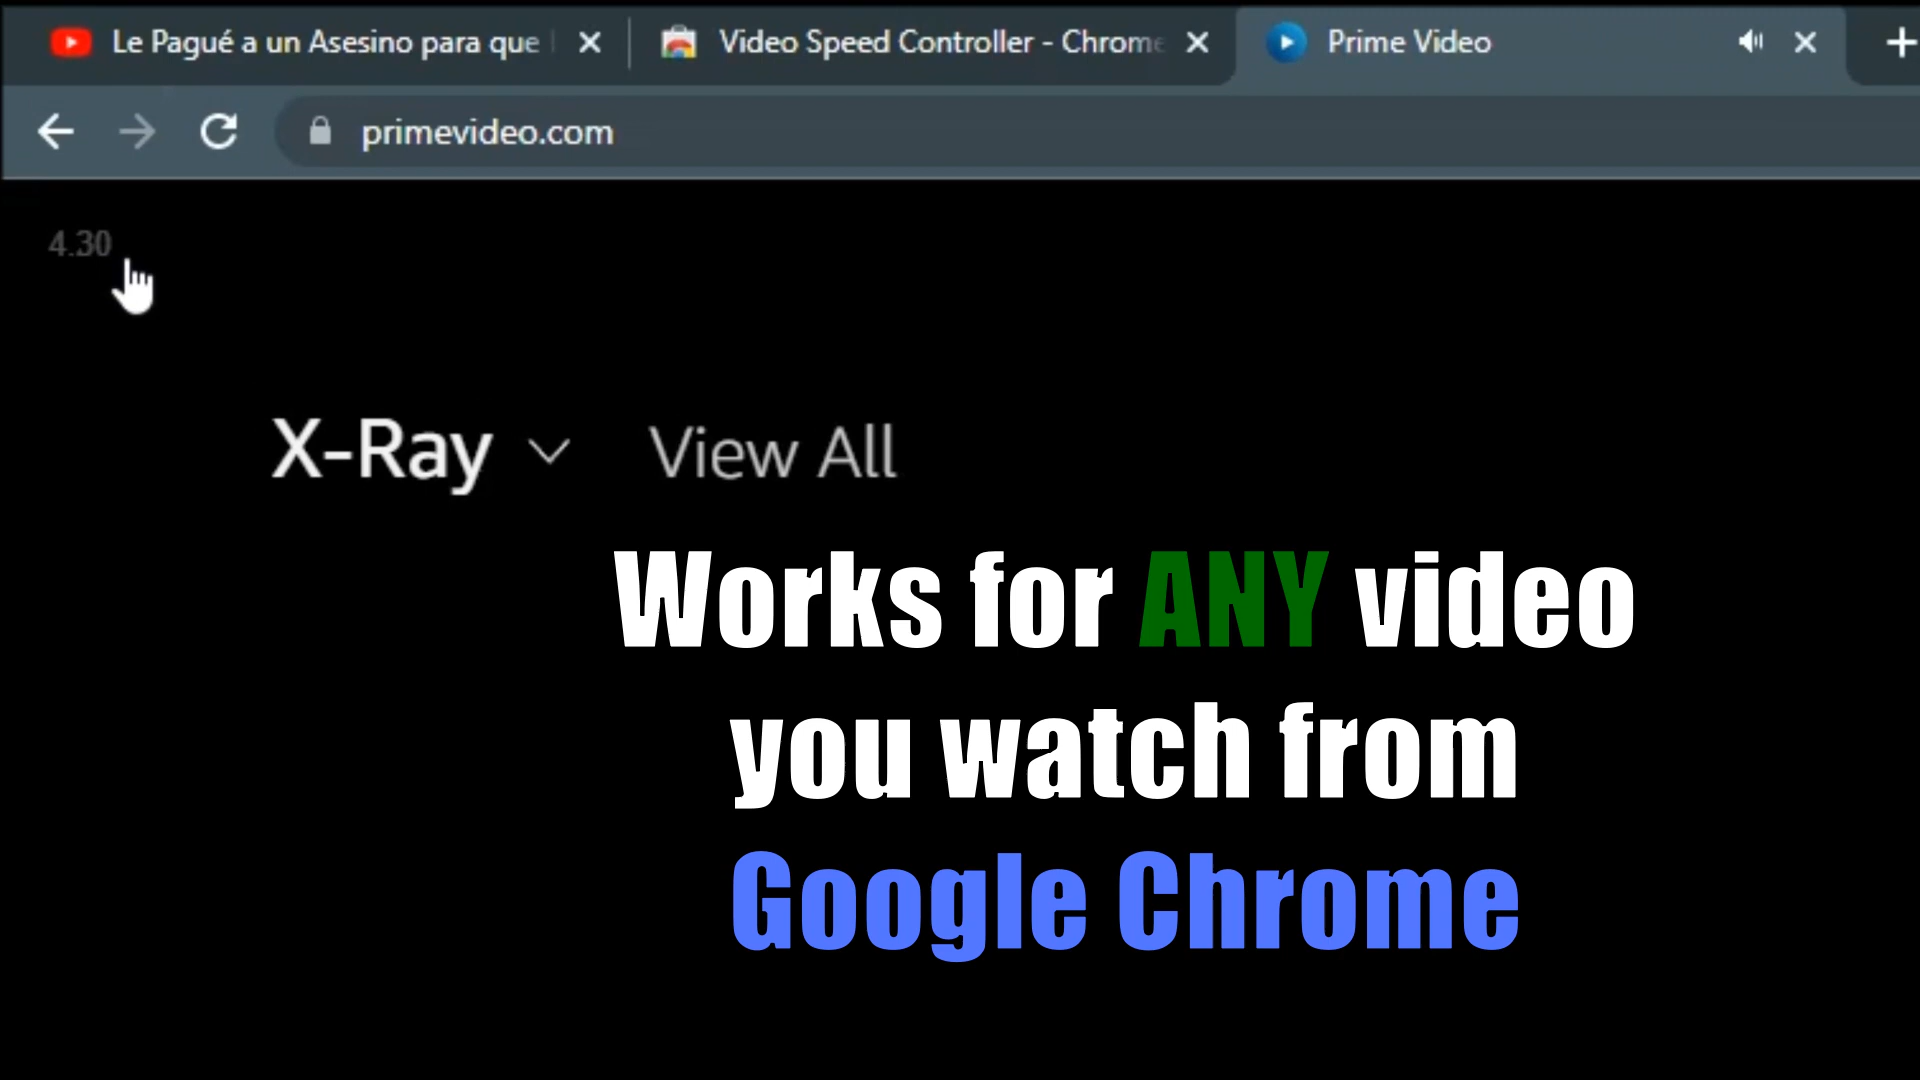 Le Pagué a un Asesino para que
Video Speed Controller - Chrome
Prime Video
primevideo.com
4.30
X-Ray
View All
Works for ANY video
you watch from
Google Chrome